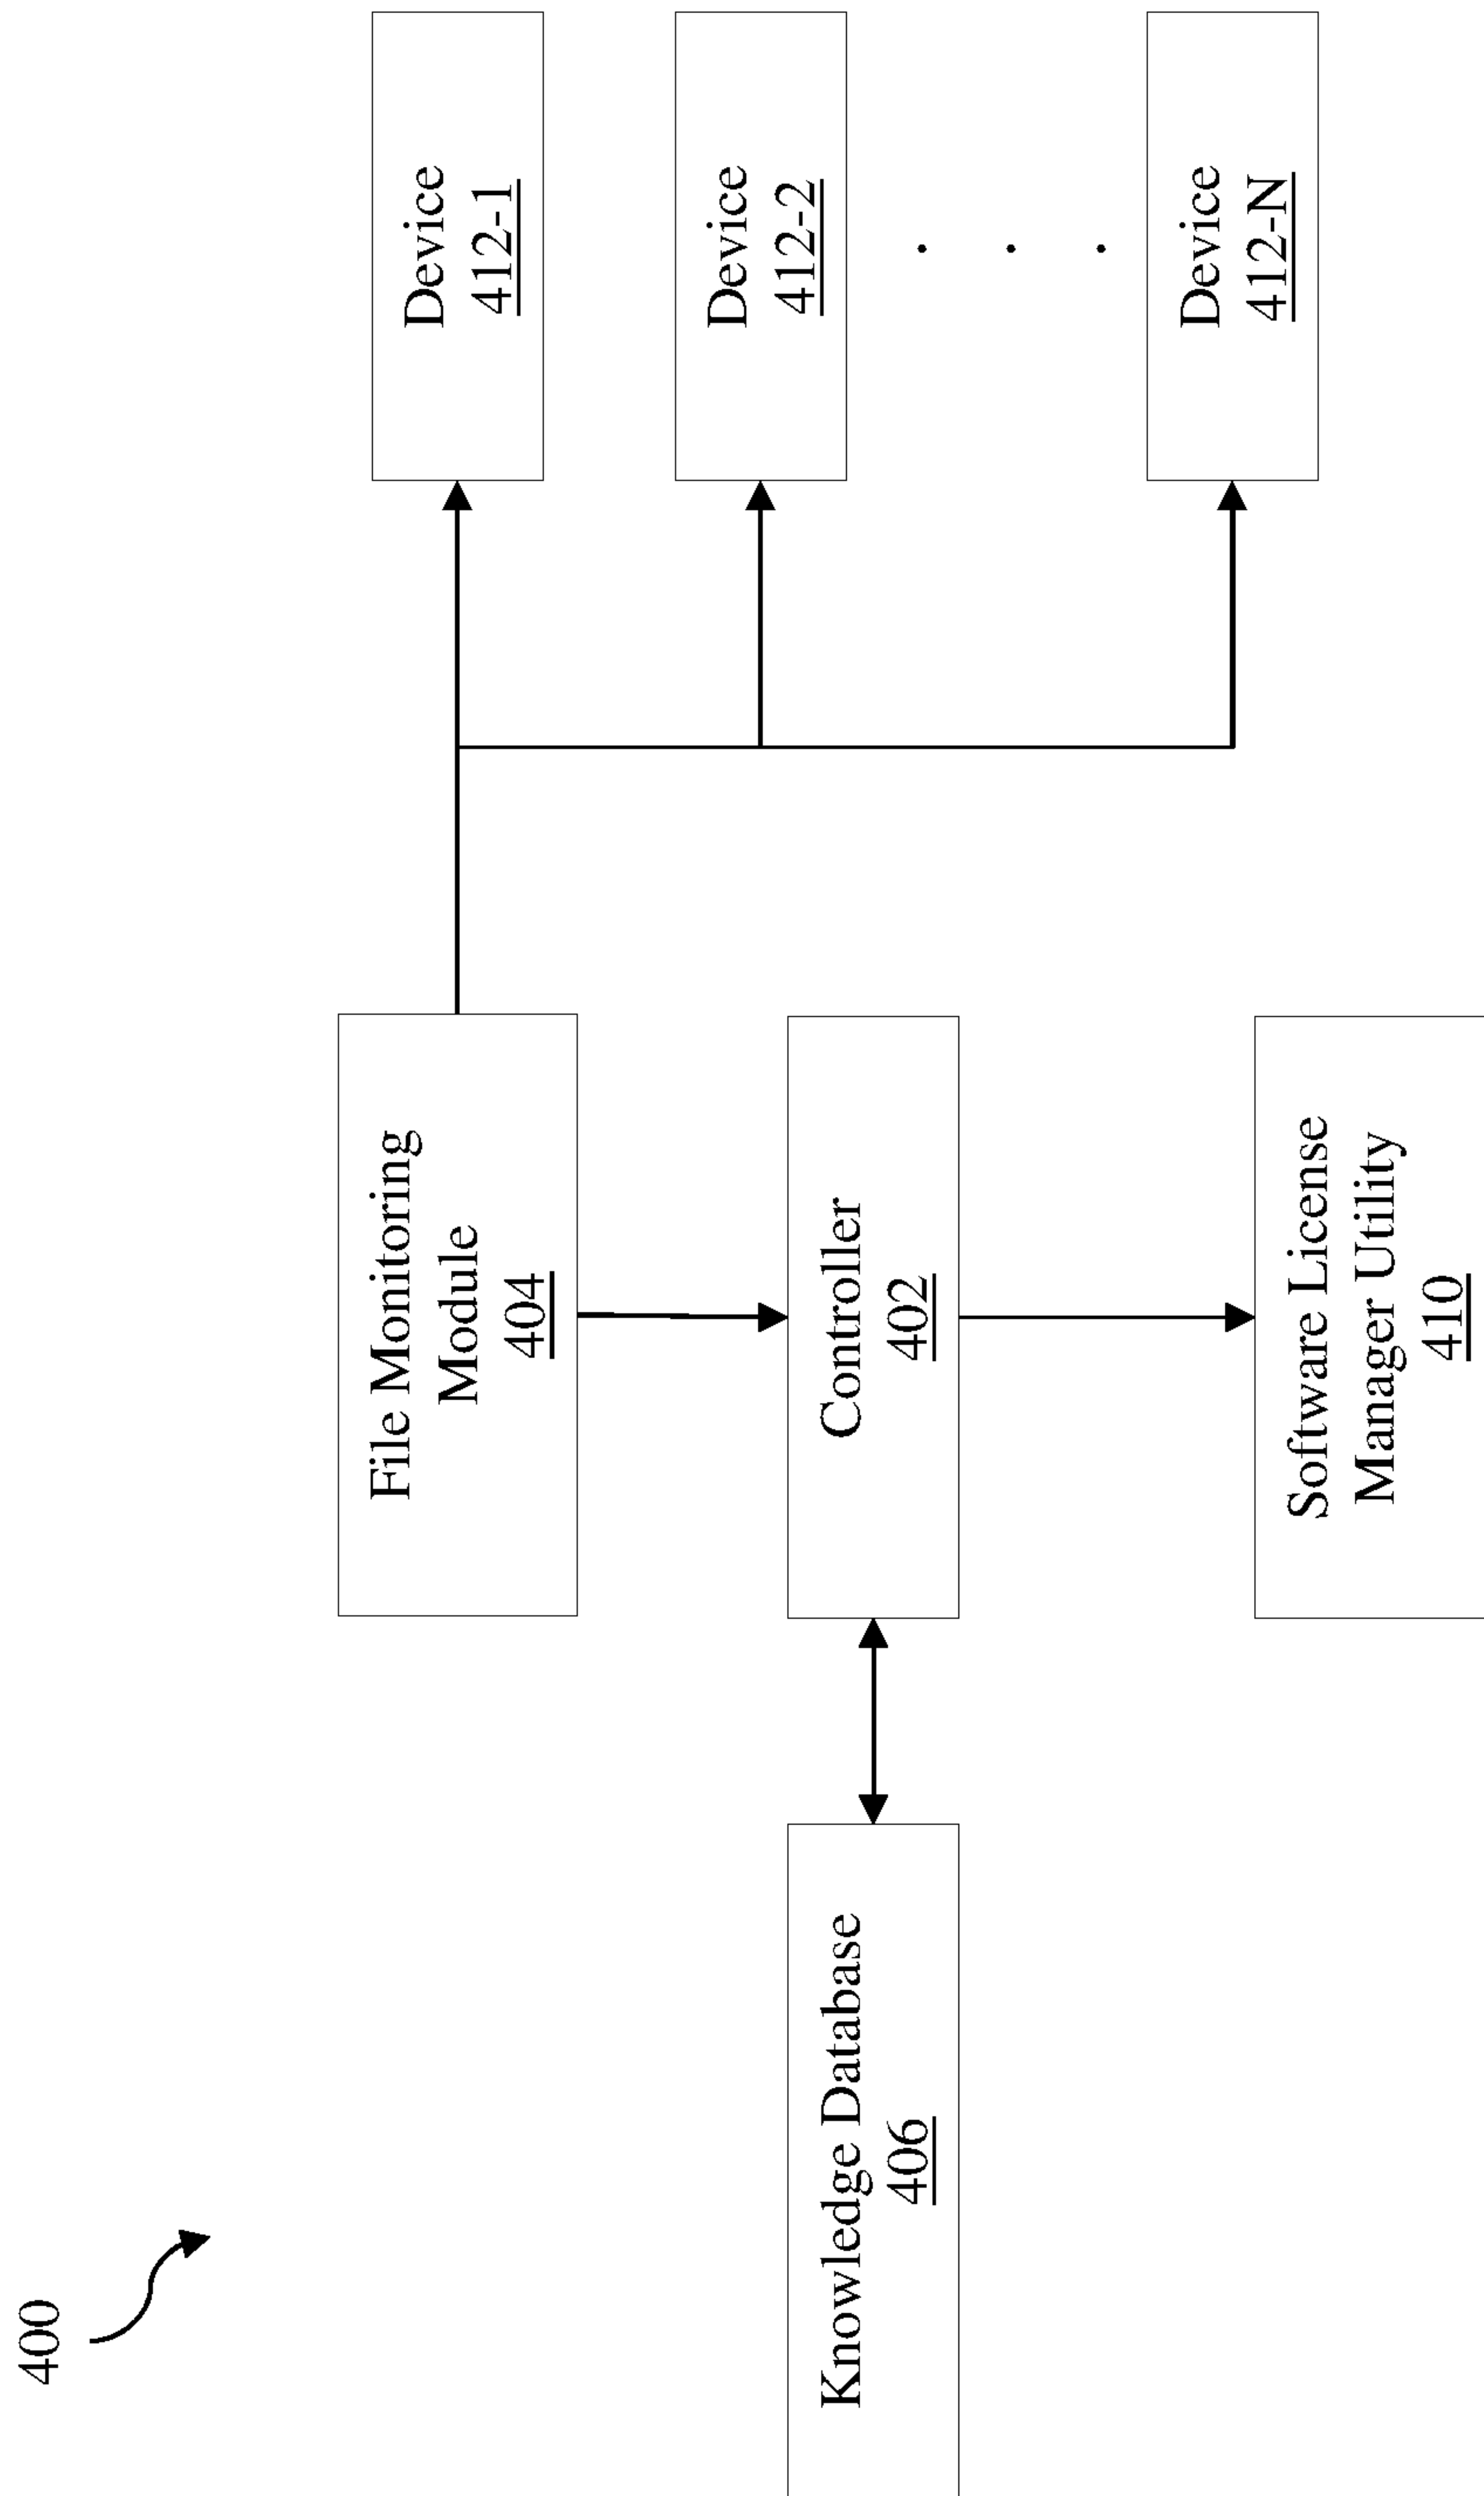 400
File Monitoring
Module
404
Device
412-1
Device
412-2
Knowledge Database
406
Controller
402
Device
412-N
Software License
Manager Utility
410